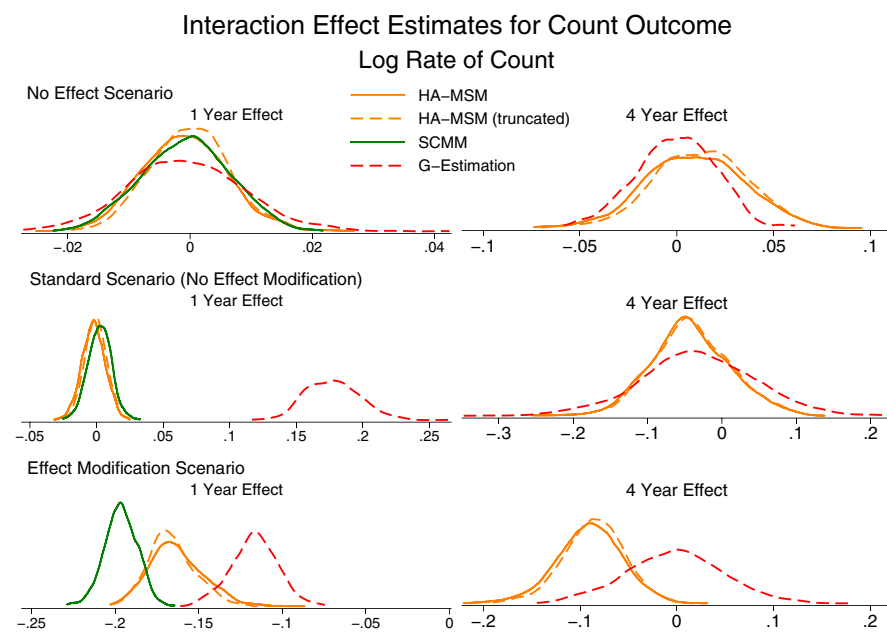 Interaction Effect Estimates for Count Outcome
Log Rate of Count
No Effect Scenario
1 Year Effect
HA−MSM
HA−MSM (truncated)
SCMM
G−Estimation
4 Year Effect
−.02 0 .02 .04
−.1 −.05 0 .05 .1
Standard Scenario (No Effect Modification)
1 Year Effect
4 Year Effect
−.05 0 .05 .1 .15 .2 .25
−.3 −.2 −.1 0 .1 .2
Effect Modification Scenario
1 Year Effect
4 Year Effect
−.25 −.2 −.15 −.1 −.05 0
−.2 −.1 0 .1 .2